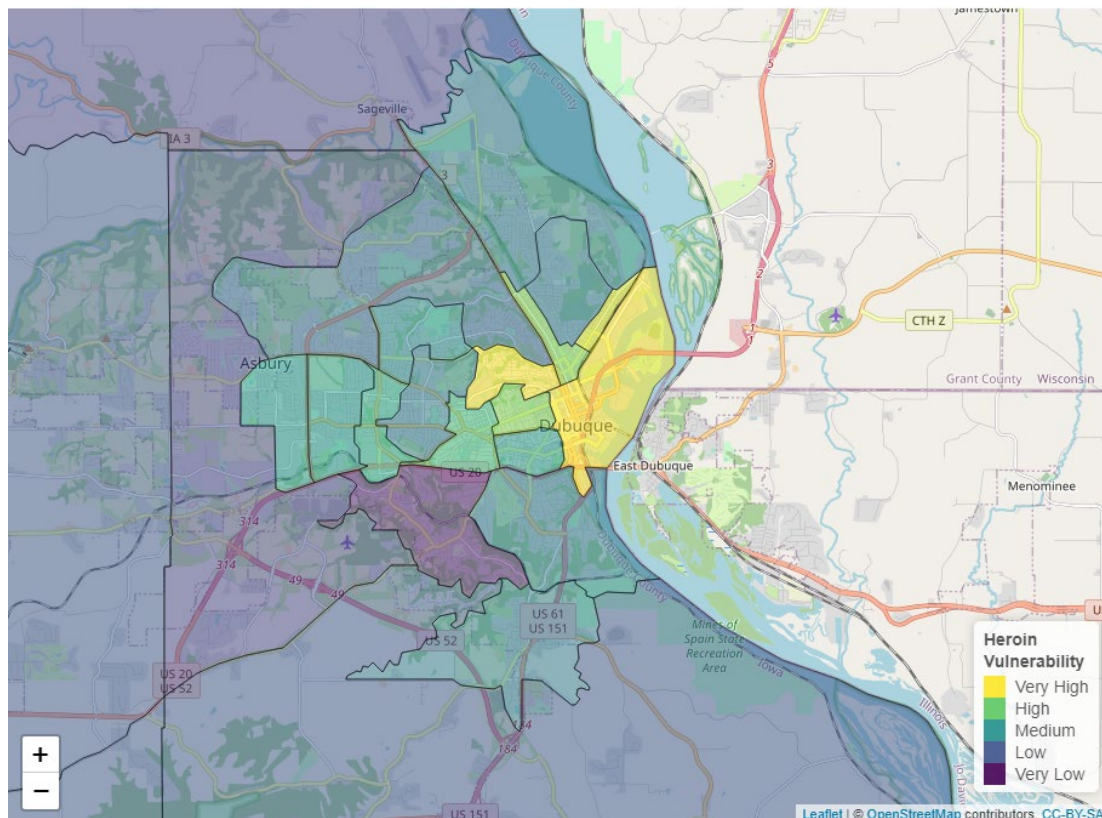 Jamestown
5
Dubuque County
Sageville
IA 3
3
3
2
1
1
CTH Z
Asbury
Grant County
Wisconsin
Dubuque
East Dubuque
US 20
Menominee
314
314
49
49
US 61
US 151
US 52
Mines of
Spain State
Recreation
Area
Iowa
Illinois
US 20
US 52
184
184
US 151
Heroin
Vulnerability
Very High
High
Medium
Low
Very Low
+
−
Leaflet | © OpenStreetMap contributors, CC-BY-SA